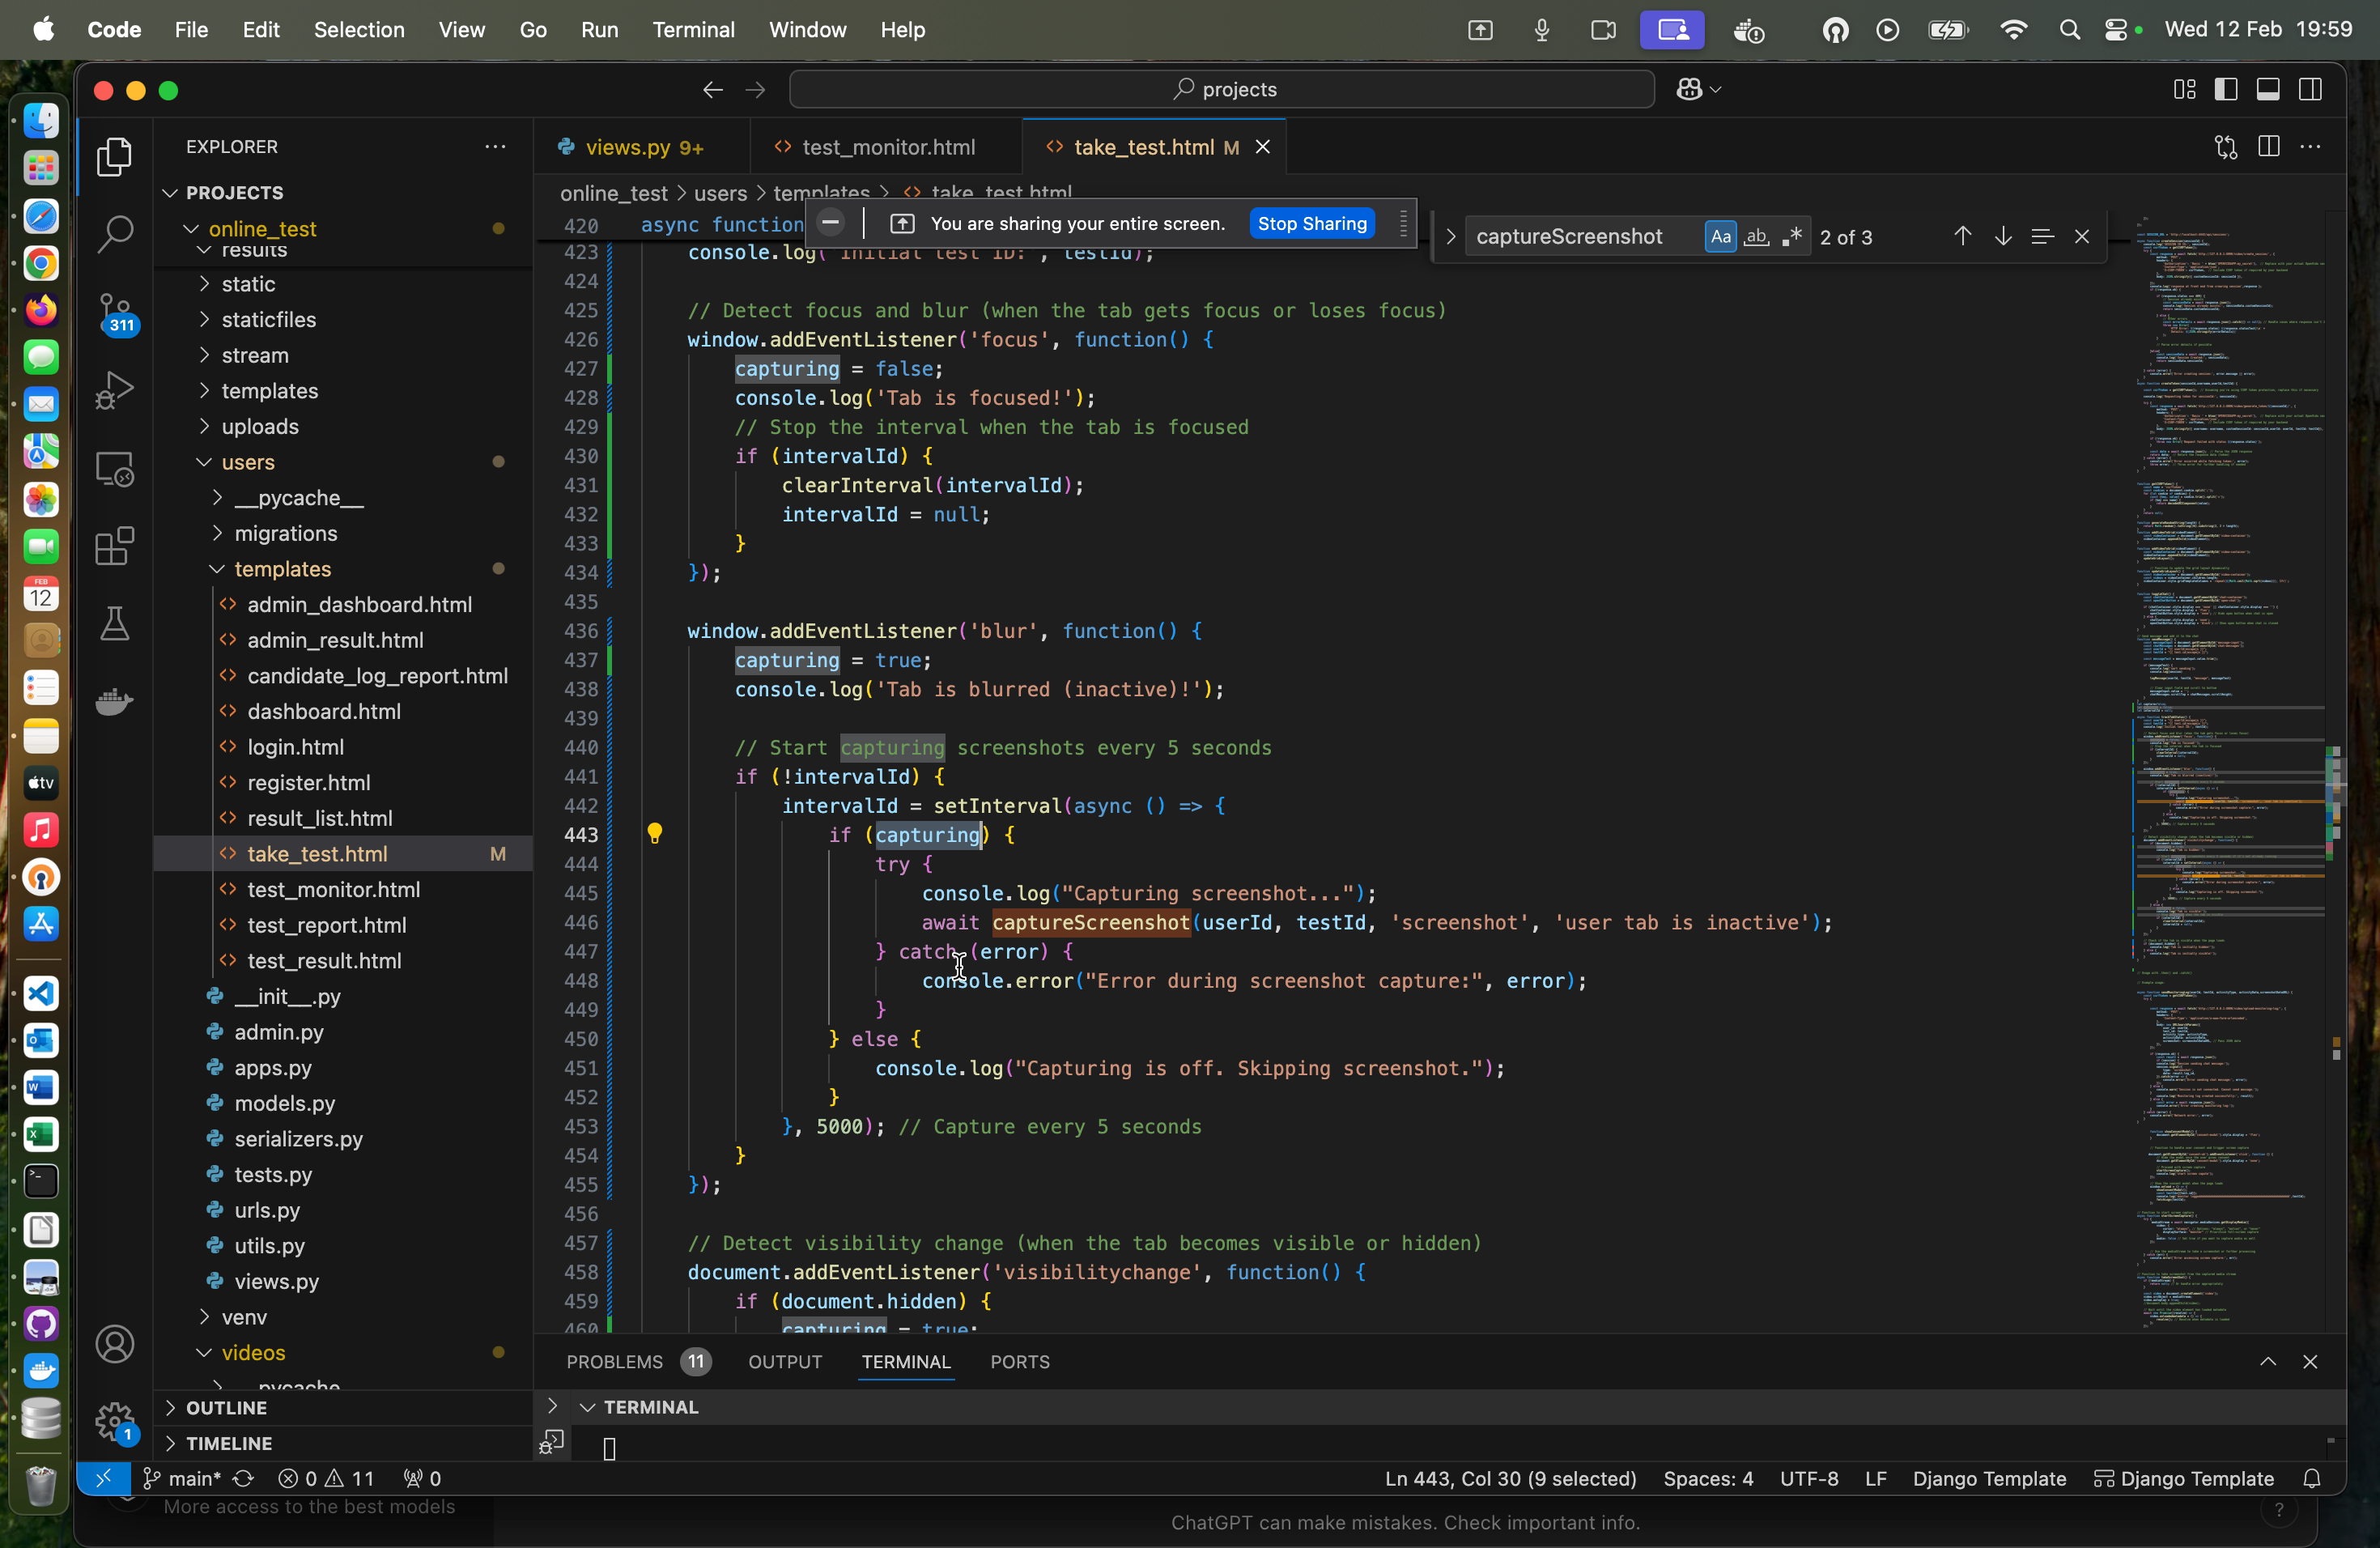 Code File Edit Selection View Go Run Terminal Window Help Wed 12 Feb 19:59
projects
EXPLORER
PROJECTS
online_test
results
static
staticfiles
stream
templates
uploads
users
__pycache__
migrations
templates
admin_dashboard.html
admin_result.html
candidate_log_report.html
dashboard.html
login.html
register.html
result_list.html
take_test.html M
test_monitor.html
test_report.html
test_result.html
__init__.py
admin.py
apps.py
models.py
serializers.py
tests.py
urls.py
utils.py
views.py
venv
videos
__pycache__
OUTLINE
TIMELINE
311
1
FEB
12
tv
views.py 9+ test_monitor.html take_test.html M
online_test > users > templates > take_test.html
You are sharing your entire screen. Stop Sharing
captureScreenshot Aa ab .* 2 of 3
420 async function
423 console.log("Initial test ID:", testId);
424
425 // Detect focus and blur (when the tab gets focus or loses focus)
426 window.addEventListener('focus', function() {
427 capturing = false;
428 console.log('Tab is focused!');
429 // Stop the interval when the tab is focused
430 if (intervalId) {
431 clearInterval(intervalId);
432 intervalId = null;
433 }
434 });
435
436 window.addEventListener('blur', function() {
437 capturing = true;
438 console.log('Tab is blurred (inactive)!');
439
440 // Start capturing screenshots every 5 seconds
441 if (!intervalId) {
442 intervalId = setInterval(async () => {
443 if (capturing) {
444 try {
445 console.log("Capturing screenshot...");
446 await captureScreenshot(userId, testId, 'screenshot', 'user tab is inactive');
447 } catch (error) {
448 console.error("Error during screenshot capture:", error);
449 }
450 } else {
451 console.log("Capturing is off. Skipping screenshot.");
452 }
453 }, 5000); // Capture every 5 seconds
454 }
455 });
456
457 // Detect visibility change (when the tab becomes visible or hidden)
458 document.addEventListener('visibilitychange', function() {
459 if (document.hidden) {
460 capturing = true;
PROBLEMS 11 OUTPUT TERMINAL PORTS
TERMINAL
main* 0 11 0 Ln 443, Col 30 (9 selected) Spaces: 4 UTF-8 LF Django Template Django Template
More access to the best models
ChatGPT can make mistakes. Check important info.
?